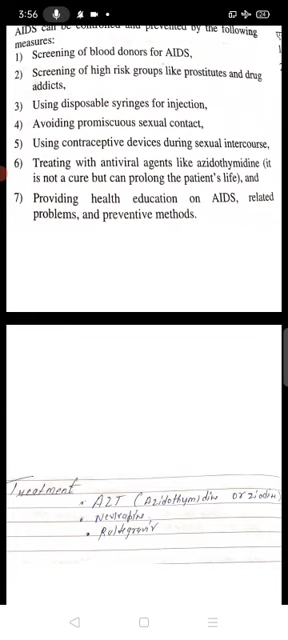 3:56
24
AIDS can be controlled and prevented by the following
measures:
1) Screening of blood donors for AIDS,
2) Screening of high risk groups like prostitutes and drug
addicts,
3) Using disposable syringes for injection,
4) Avoiding promiscuous sexual contact,
5) Using contraceptive devices during sexual intercourse,
6) Treating with antiviral agents like azidothymidine (it
is not a cure but can prolong the patient's life), and
7) Providing health education on AIDS, related
problems, and preventive methods.
Treatment
• AZT (Azidothymidine or
• Nevirapine
• Raltegravir